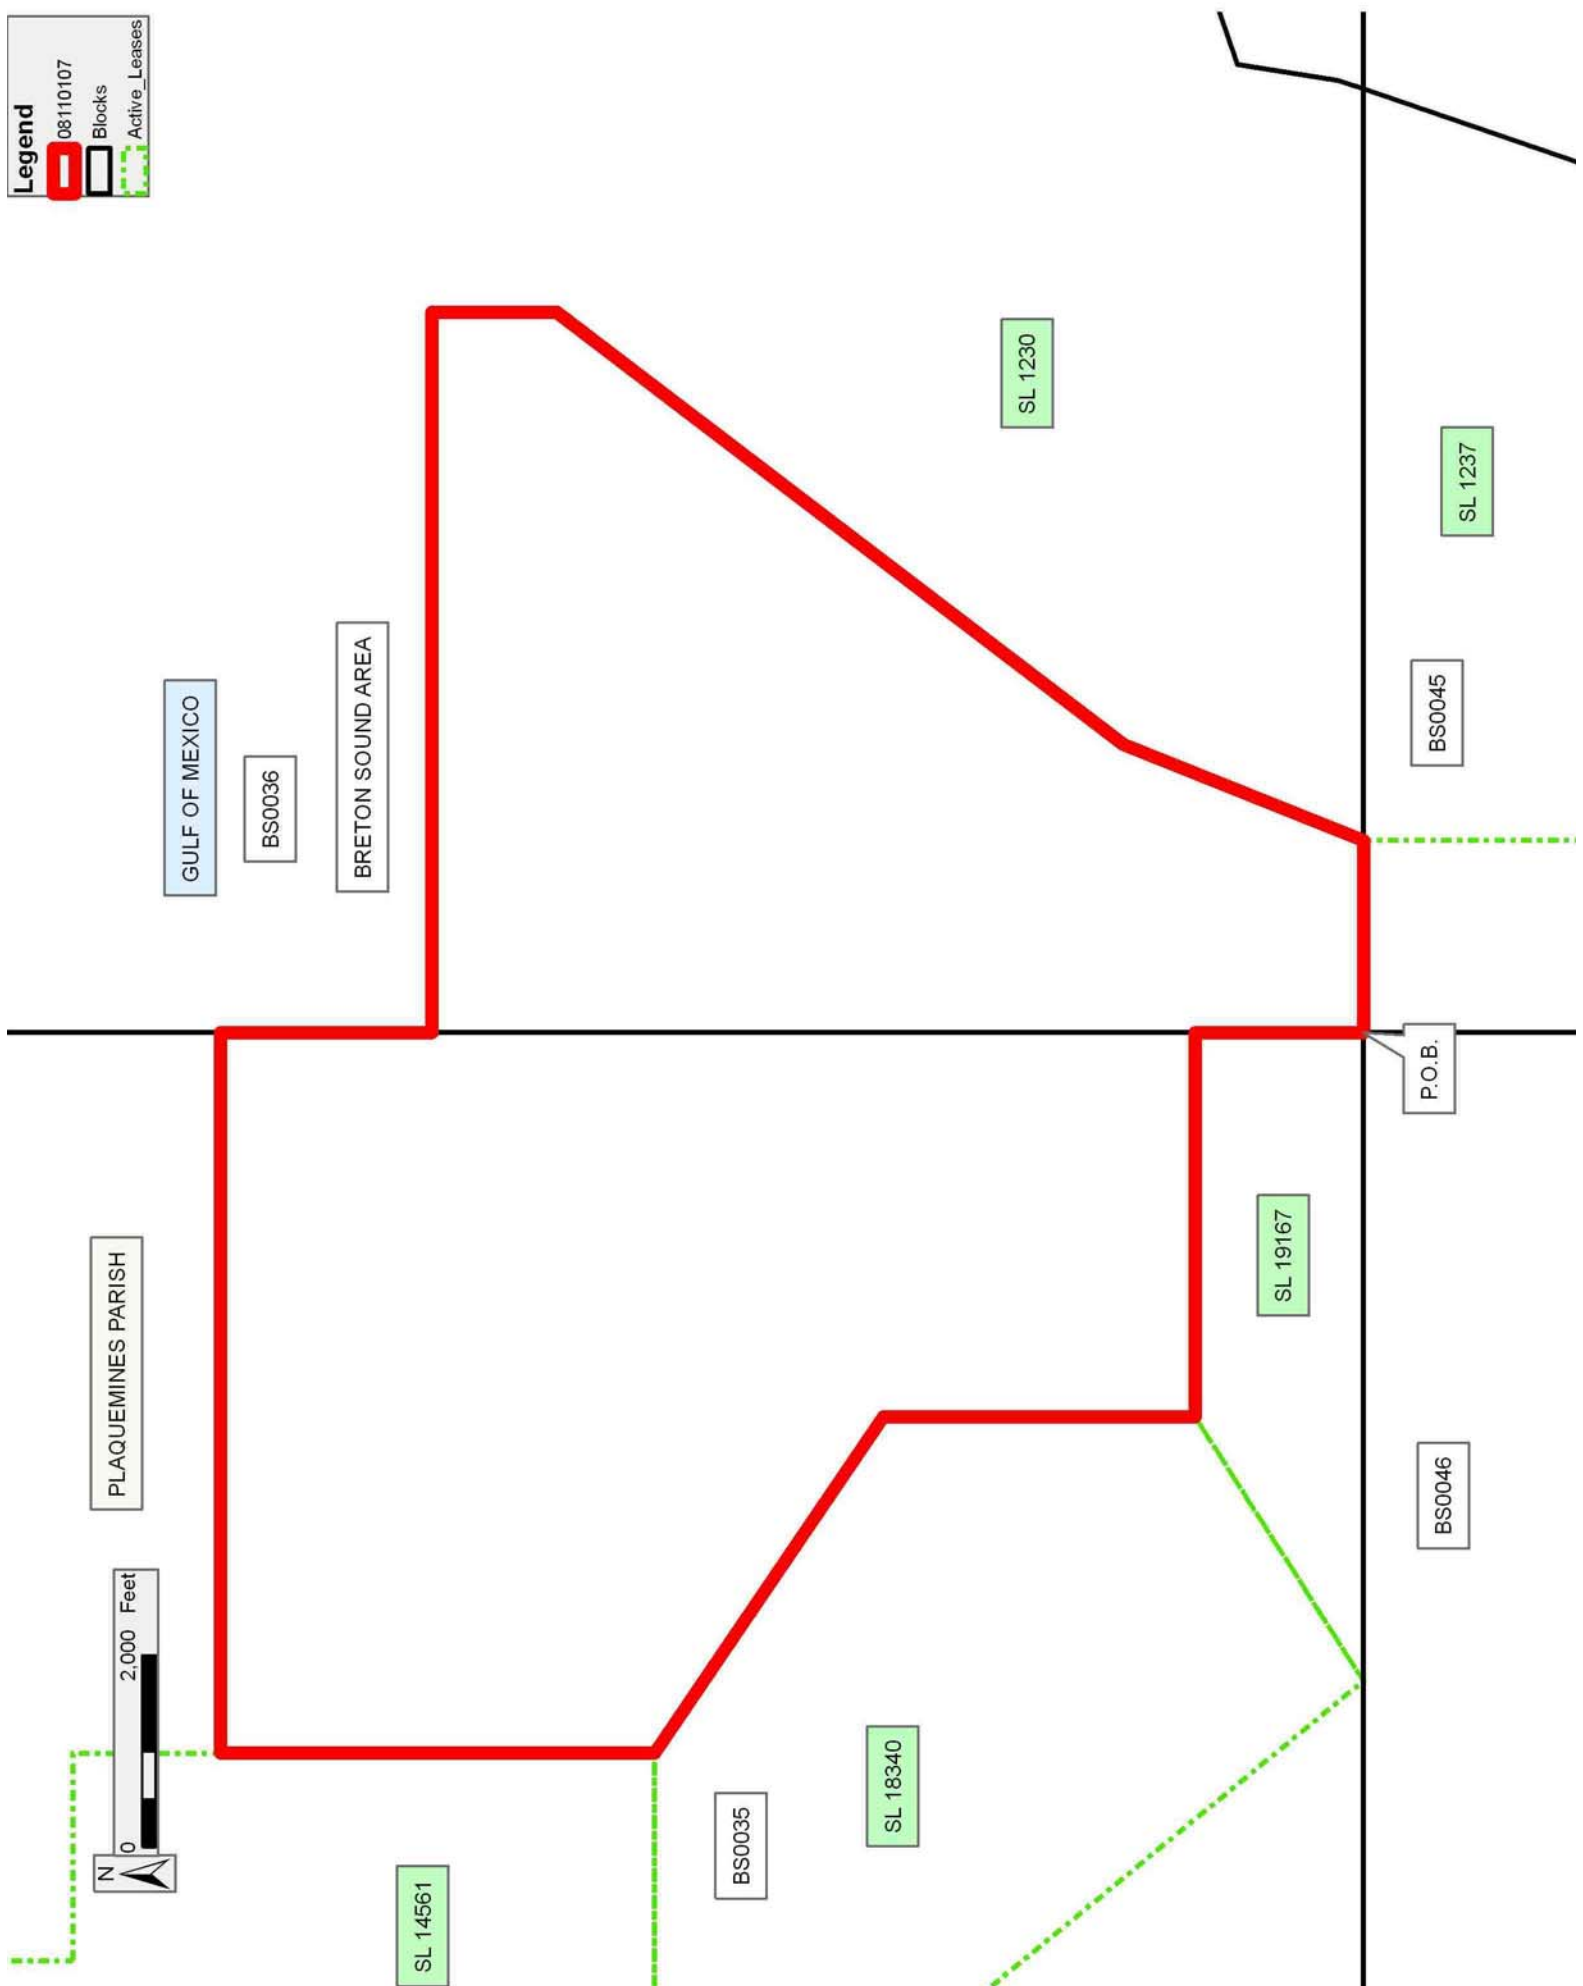 Legend
08110107
Blocks
Active_Leases
GULF OF MEXICO
BS0036
BRETON SOUND AREA
PLAQUEMINES PARISH
N
0 2,000 Feet
SL 14561
BS0035
SL 18340
SL 19167
SL 1230
SL 1237
BS0045
P.O.B.
BS0046